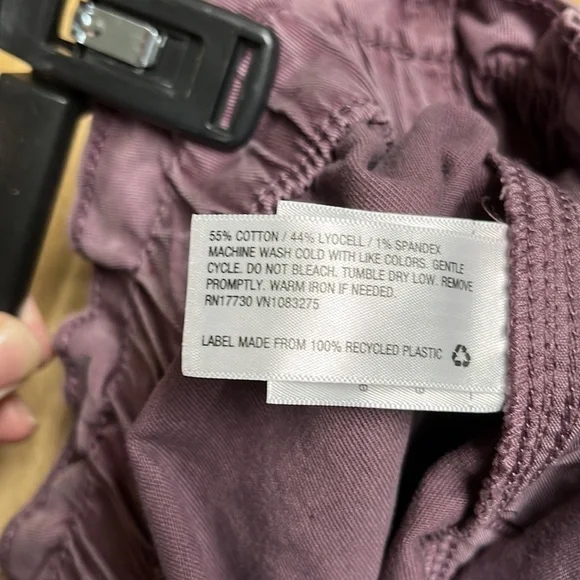 55% COTTON / 44% LYOCELL / 1% SPANDEX
MACHINE WASH COLD WITH LIKE COLORS. GENTLE
CYCLE. DO NOT BLEACH. TUMBLE DRY LOW. REMOVE
PROMPTLY. WARM IRON IF NEEDED.
RN17730 VN1083275
LABEL MADE FROM 100% RECYCLED PLASTIC